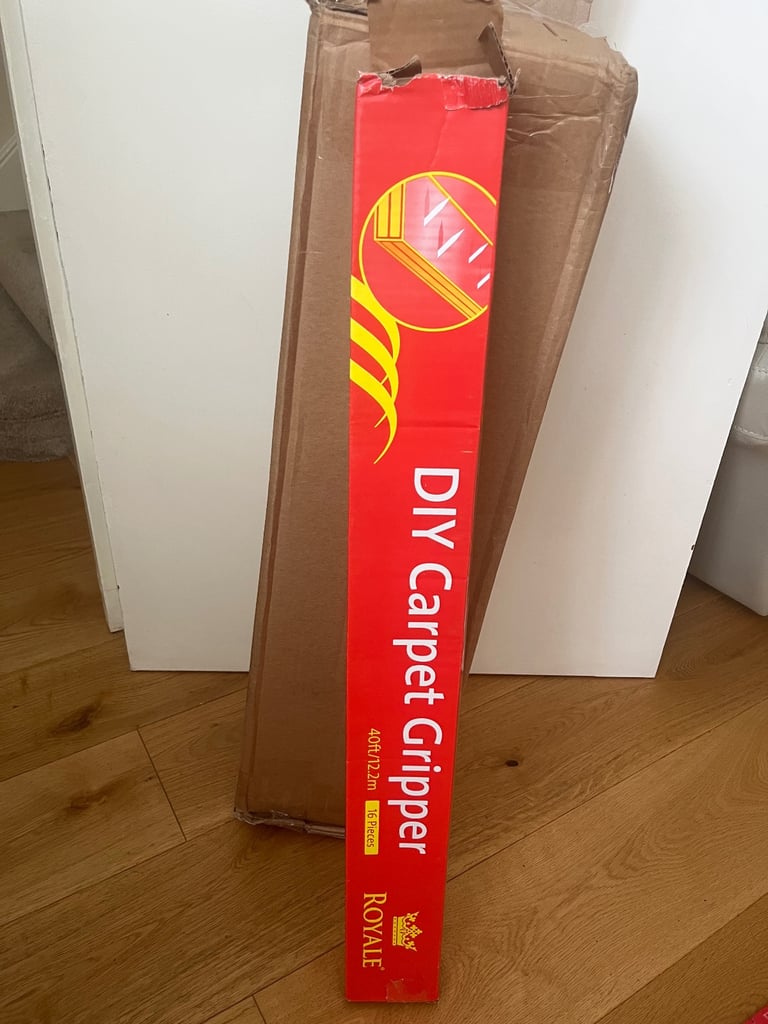 DIY Carpet Gripper
40ft/12.2m
16 Pieces
ROYALE®